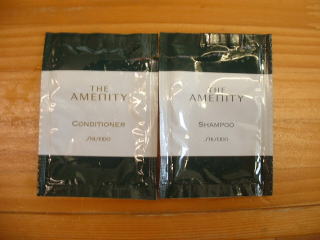 THE
AMENITY
CONDITIONER
SHISEIDO
THE
AMENITY
SHAMPOO
SHISEIDO